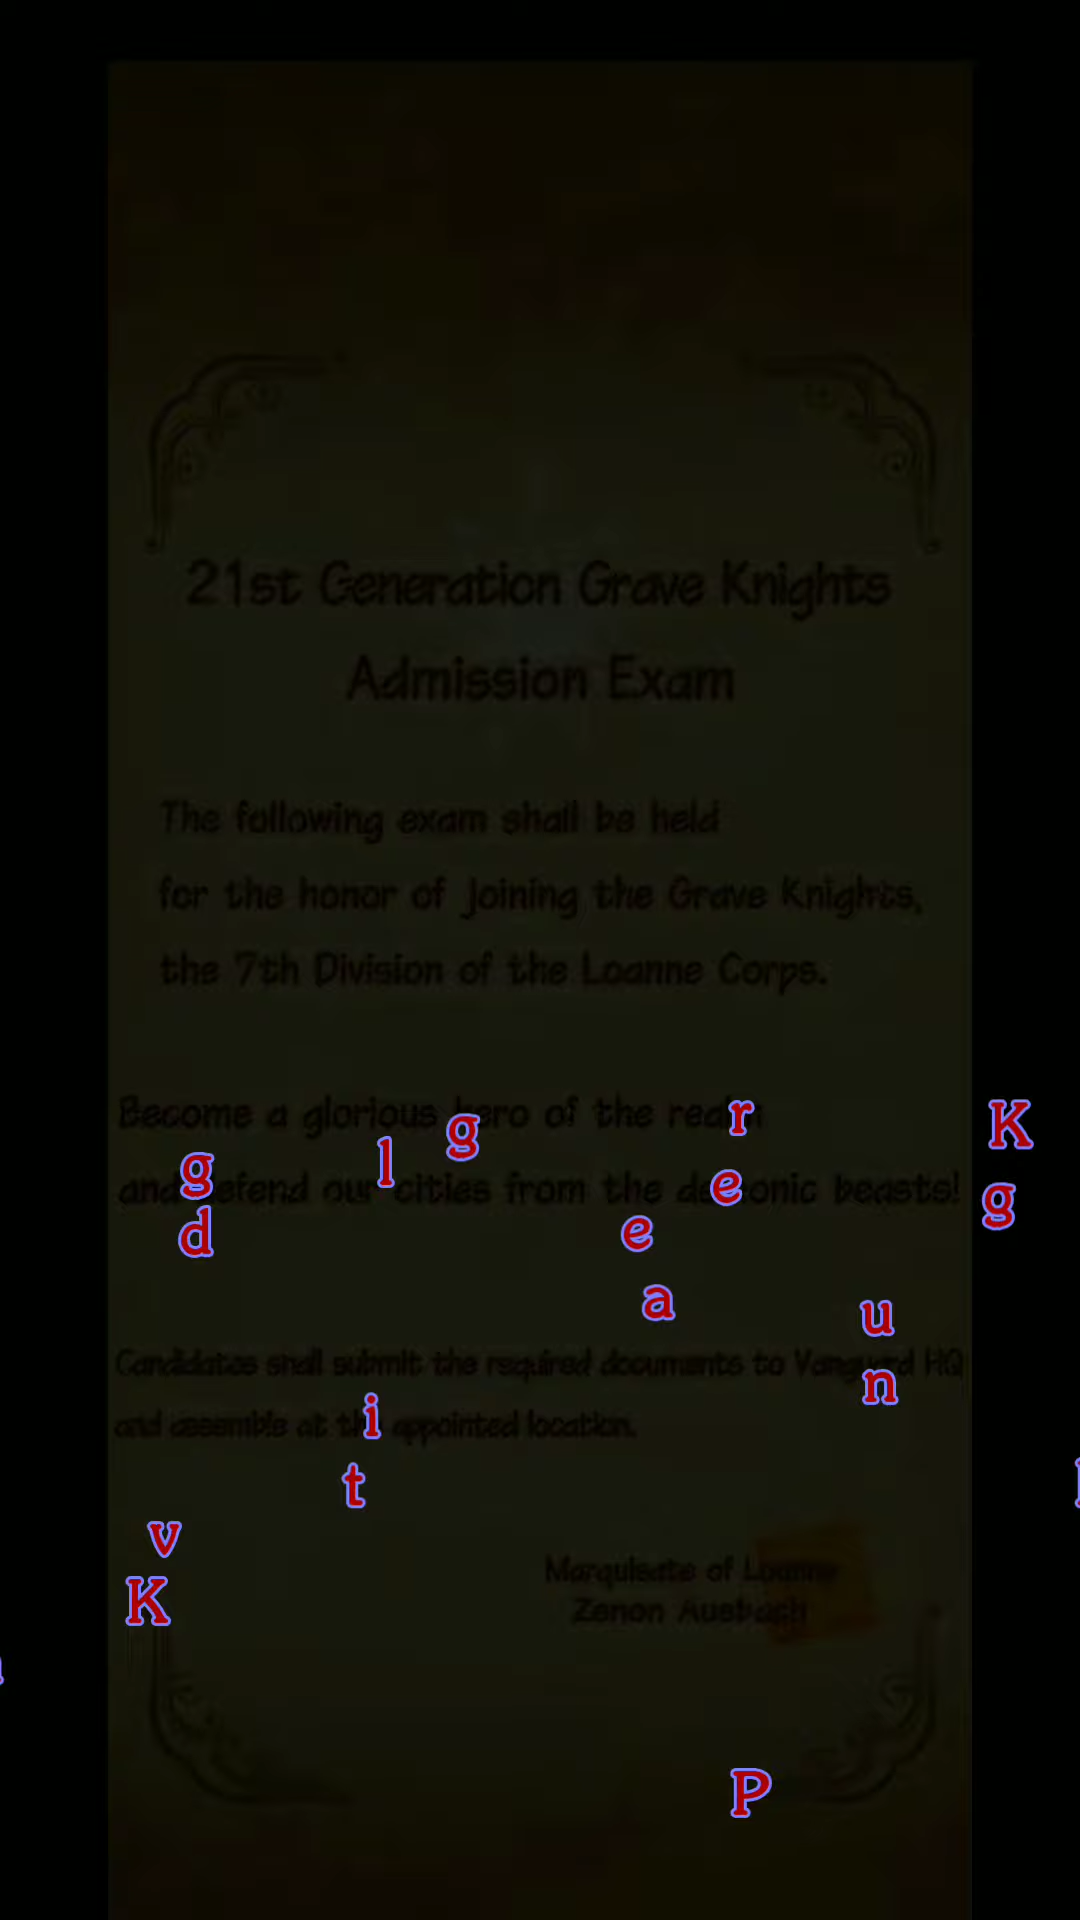 21st Generation Grave Knights
Admission Exam
The following exam shall be held
for the honor of joining the Grave Knights,
the 7th Division of the Loanne Corps.
Become a glorious hero of the realm
and defend our cities from the demonic beasts!
Candidates shall submit the required documents to Vanguard HQ
and assemble at the appointed location.
Marquisate of Loanne
Zenon Ausbach
g
r
K
l
g
e
g
d
e
a
u
n
i
t
v
K
P